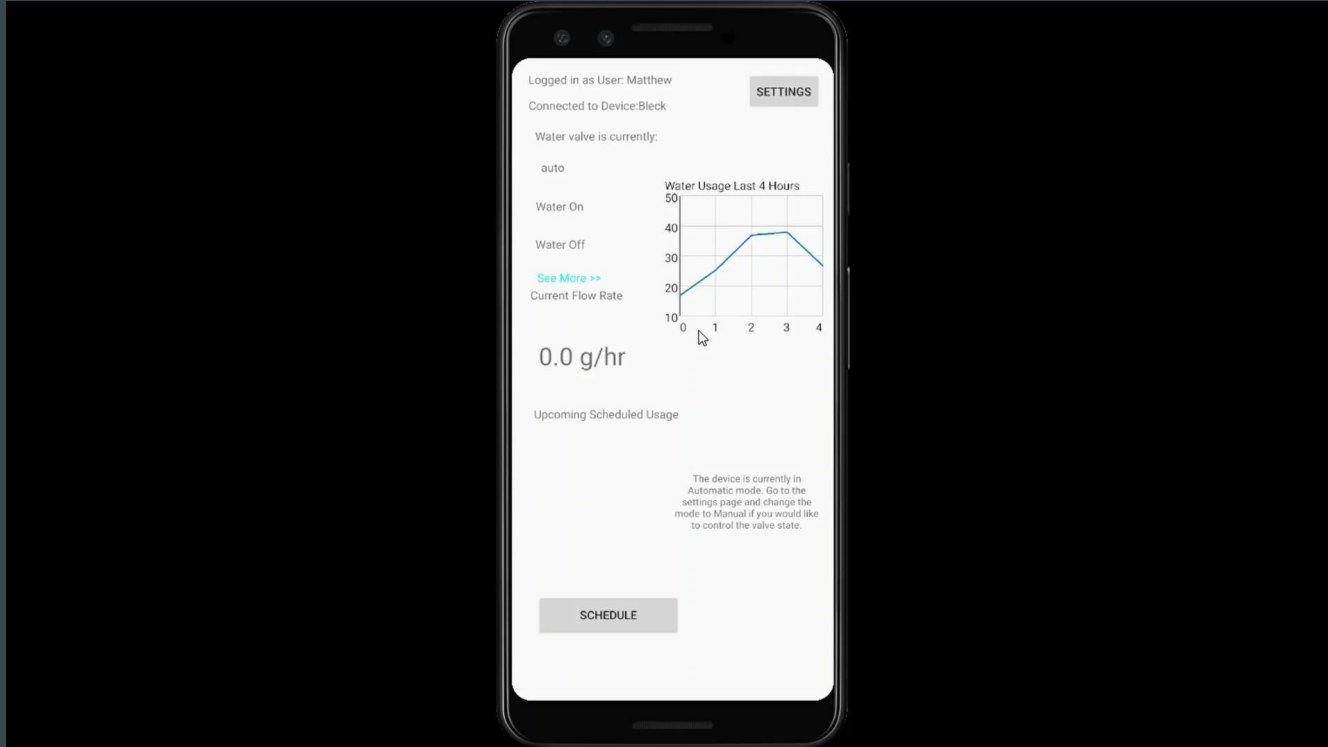 Logged in as User: Matthew
SETTINGS
Connected to Device:Bleck
Water valve is currently:
auto
Water On
Water Off
See More >>
Current Flow Rate
0.0 g/hr
Water Usage Last 4 Hours
50
40
30
20
10
0 1 2 3 4
Upcoming Scheduled Usage
The device is currently in
Automatic mode. Go to the
settings page and change the
mode to Manual if you would like
to control the valve state.
SCHEDULE